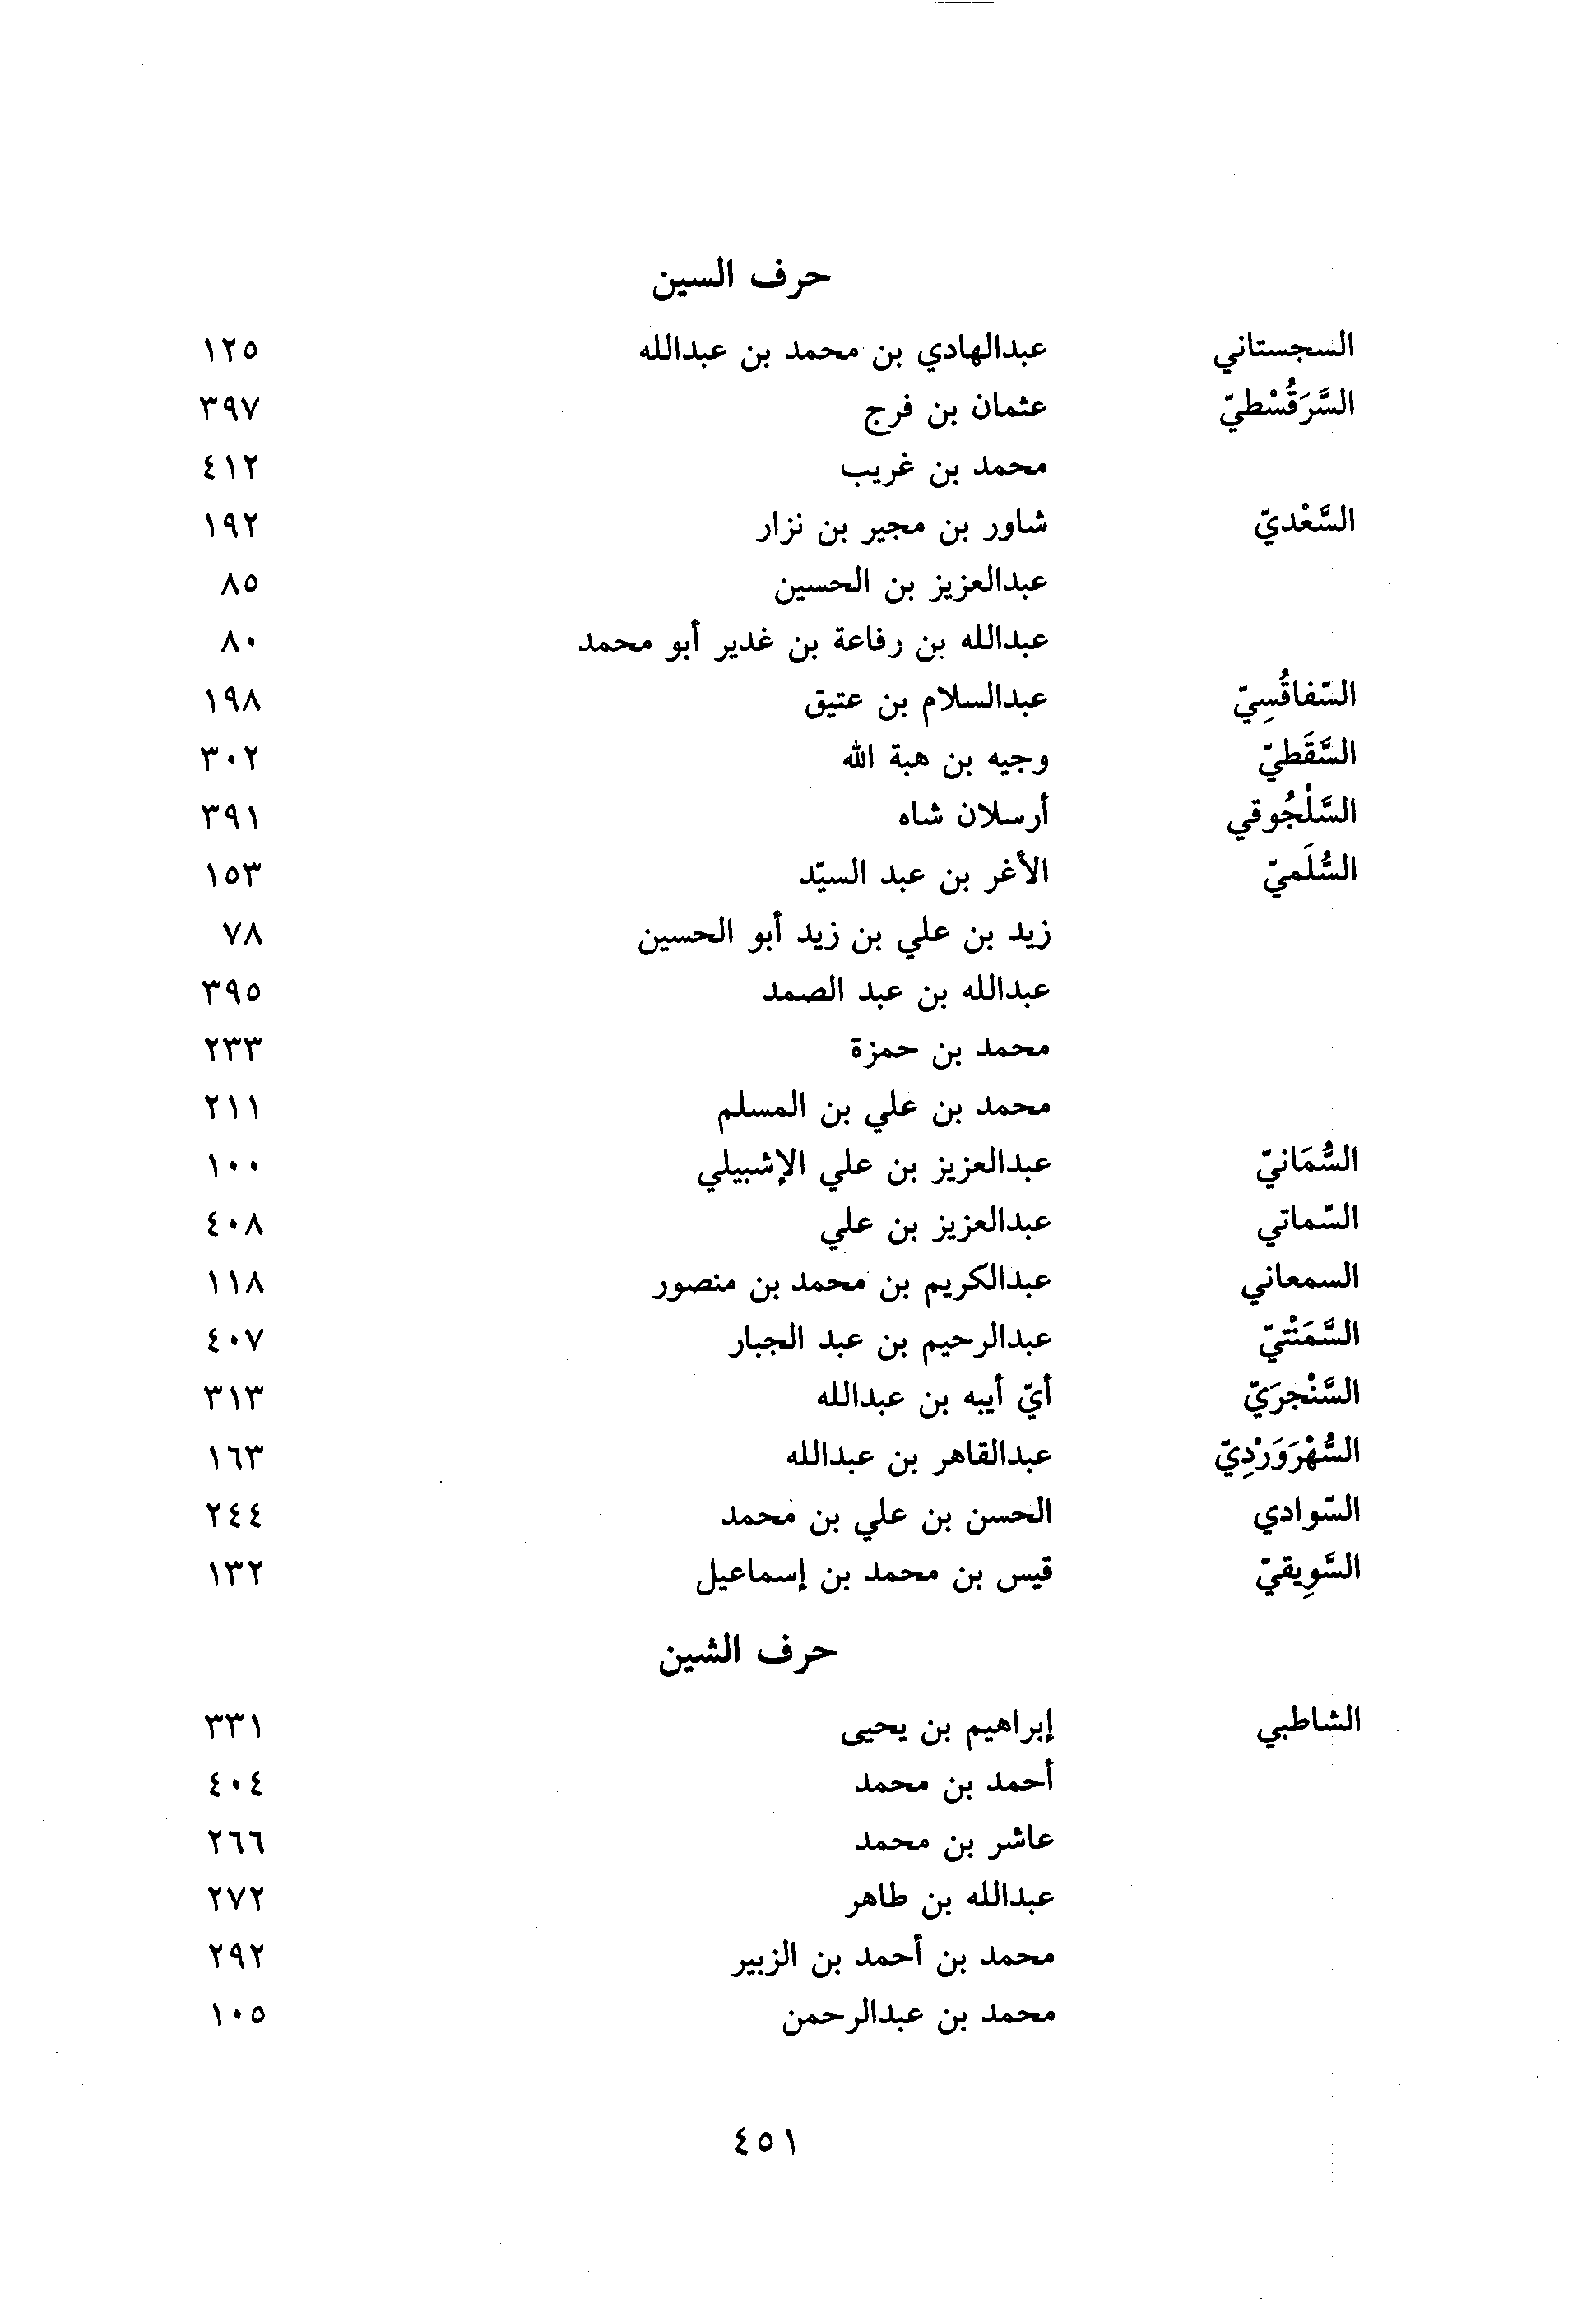 حرف السين
السجستاني عبدالهادي بن محمد بن عبدالله ١٢٥
السَّرَقُسْطيّ عثمان بن فرج ٣٩٧
محمد بن غريب ٤١٢
السَّعْديّ شاور بن مجير بن نزار ١٩٢
عبدالعزيز بن الحسين ٨٥
عبدالله بن رفاعة بن غدير أبو محمد ٨٠
السّفاقُسِيّ عبدالسلام بن عتيق ١٩٨
السَّقَطيّ وجيه بن هبة الله ٣٠٢
السَّلْجُوقي أرسلان شاه ٣٩١
السُّلَميّ الأغر بن عبد السيّد ١٥٣
زيد بن علي بن زيد أبو الحسين ٧٨
عبدالله بن عبد الصمد ٣٩٥
محمد بن حمزة ٢٣٣
محمد بن علي بن المسلم ٢١١
السُّمَانيّ عبدالعزيز بن علي الإشبيلي ١٠٠
السّماتي عبدالعزيز بن علي ٤٠٨
السمعاني عبدالكريم بن محمد بن منصور ١١٨
السَّمَنْتيّ عبدالرحيم بن عبد الجبار ٤٠٧
السَّنْجرَيّ أيّ أيبه بن عبدالله ٣١٣
السُّهْرَوَرْدِيّ عبدالقاهر بن عبدالله ١٦٣
السّوادي الحسن بن علي بن محمد ٢٤٤
السَّوِيقيّ قيس بن محمد بن إسماعيل ١٣٢
حرف الشين
الشاطبي إبراهيم بن يحيى ٣٣١
أحمد بن محمد ٤٠٤
عاشر بن محمد ٢٦٦
عبدالله بن طاهر ٢٧٢
محمد بن أحمد بن الزبير ٢٩٢
محمد بن عبدالرحمن ١٠٥
٤٥١